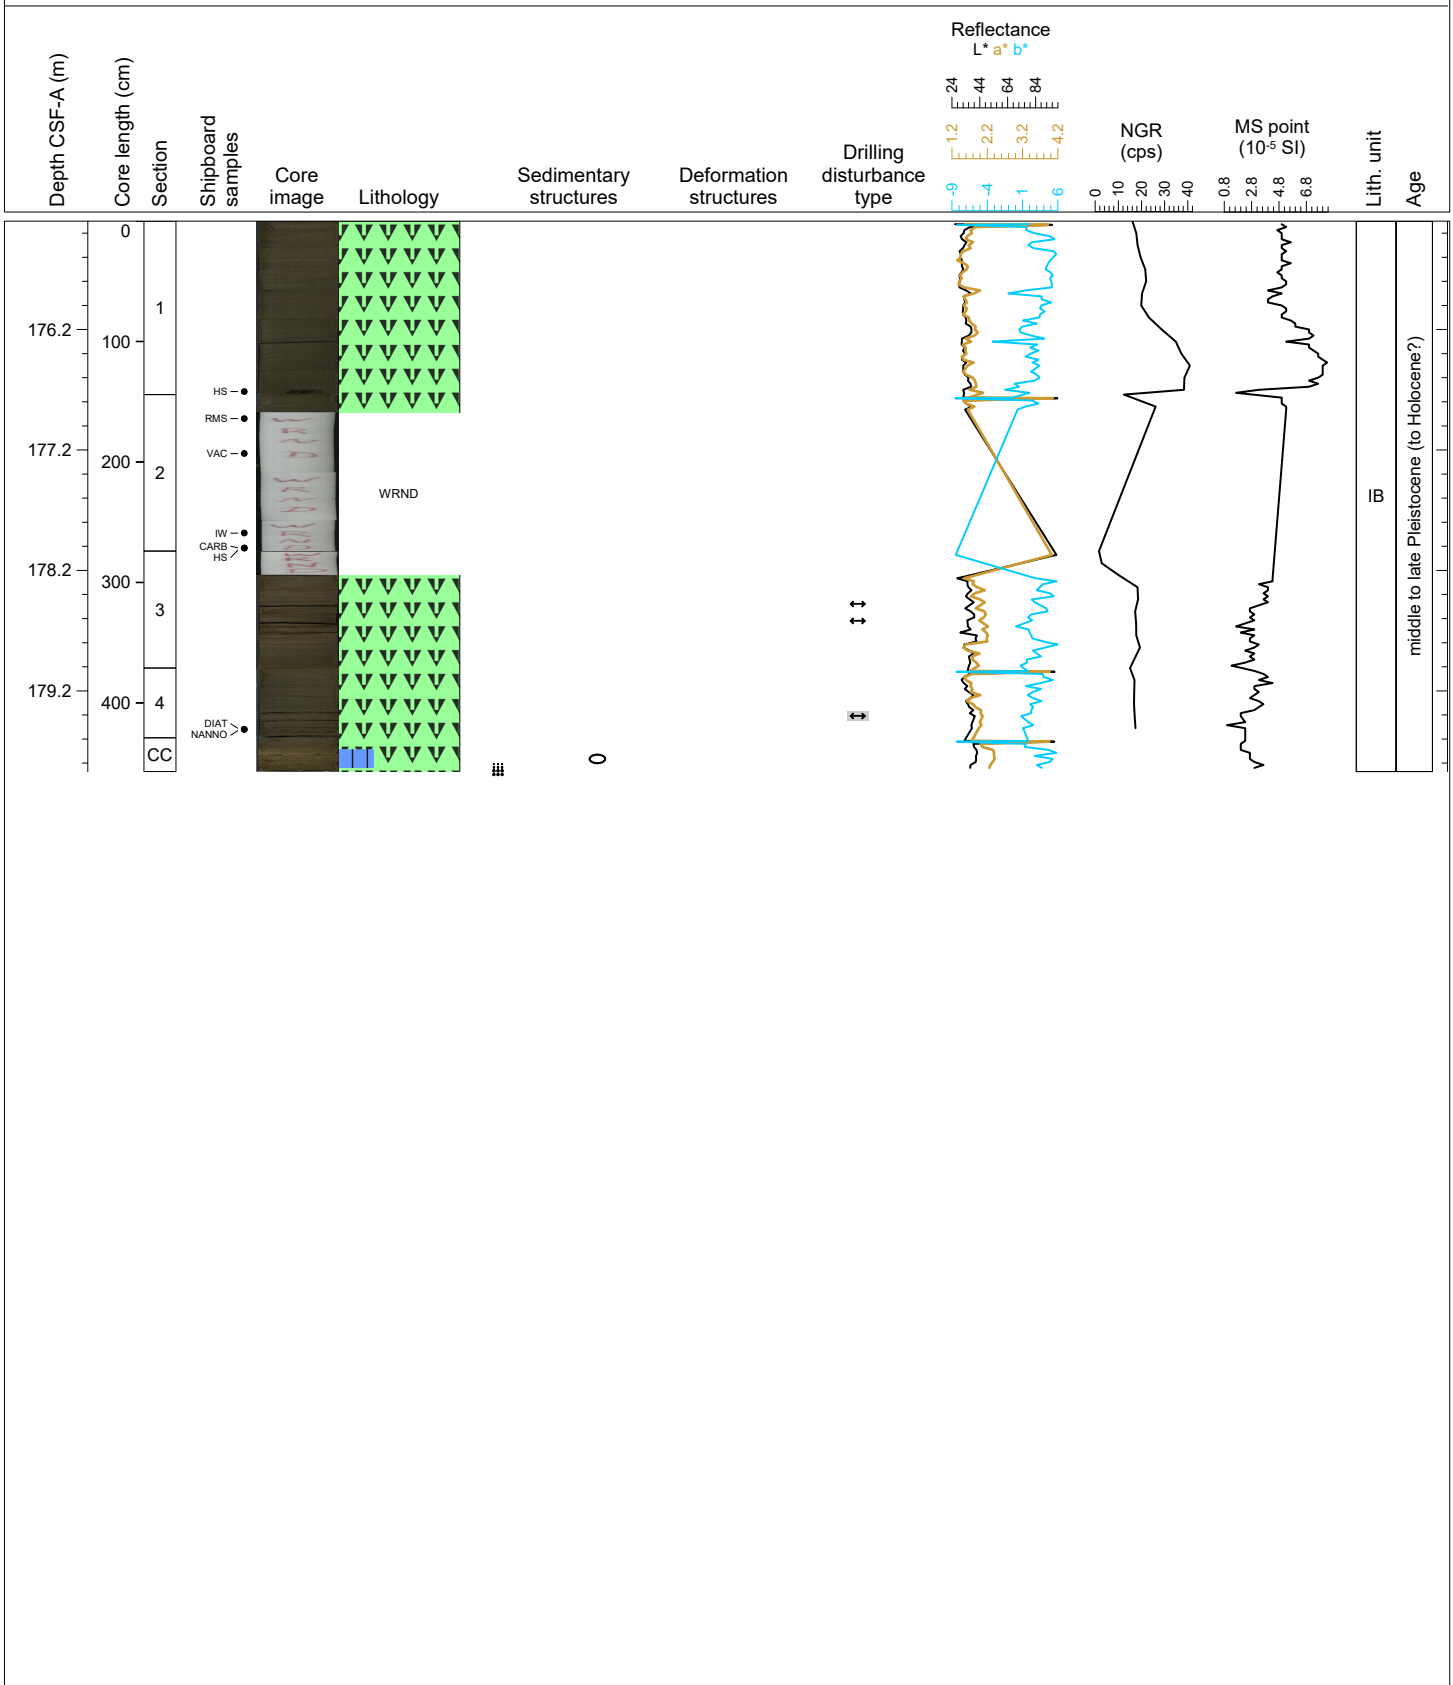 Reflectance
L* a* b*
24 44 64 84
1.2 2.2 3.2 4.2
-9 -4 1 6
Depth CSF-A (m)
Core length (cm)
Section
Shipboard
samples
Core
image
Lithology
Sedimentary
structures
Deformation
structures
Drilling
disturbance
type
NGR
(cps)
0 10 20 30 40
MS point
(10-5 SI)
0.8 2.8 4.8 6.8
Lith. unit
Age
0
1
176.2
100
HS
RMS
177.2
VAC
200
2
WRND
IB
middle to late Pleistocene (to Holocene?)
IW
CARB
HS
178.2
300
3
179.2
400
4
DIAT
NANNO
CC